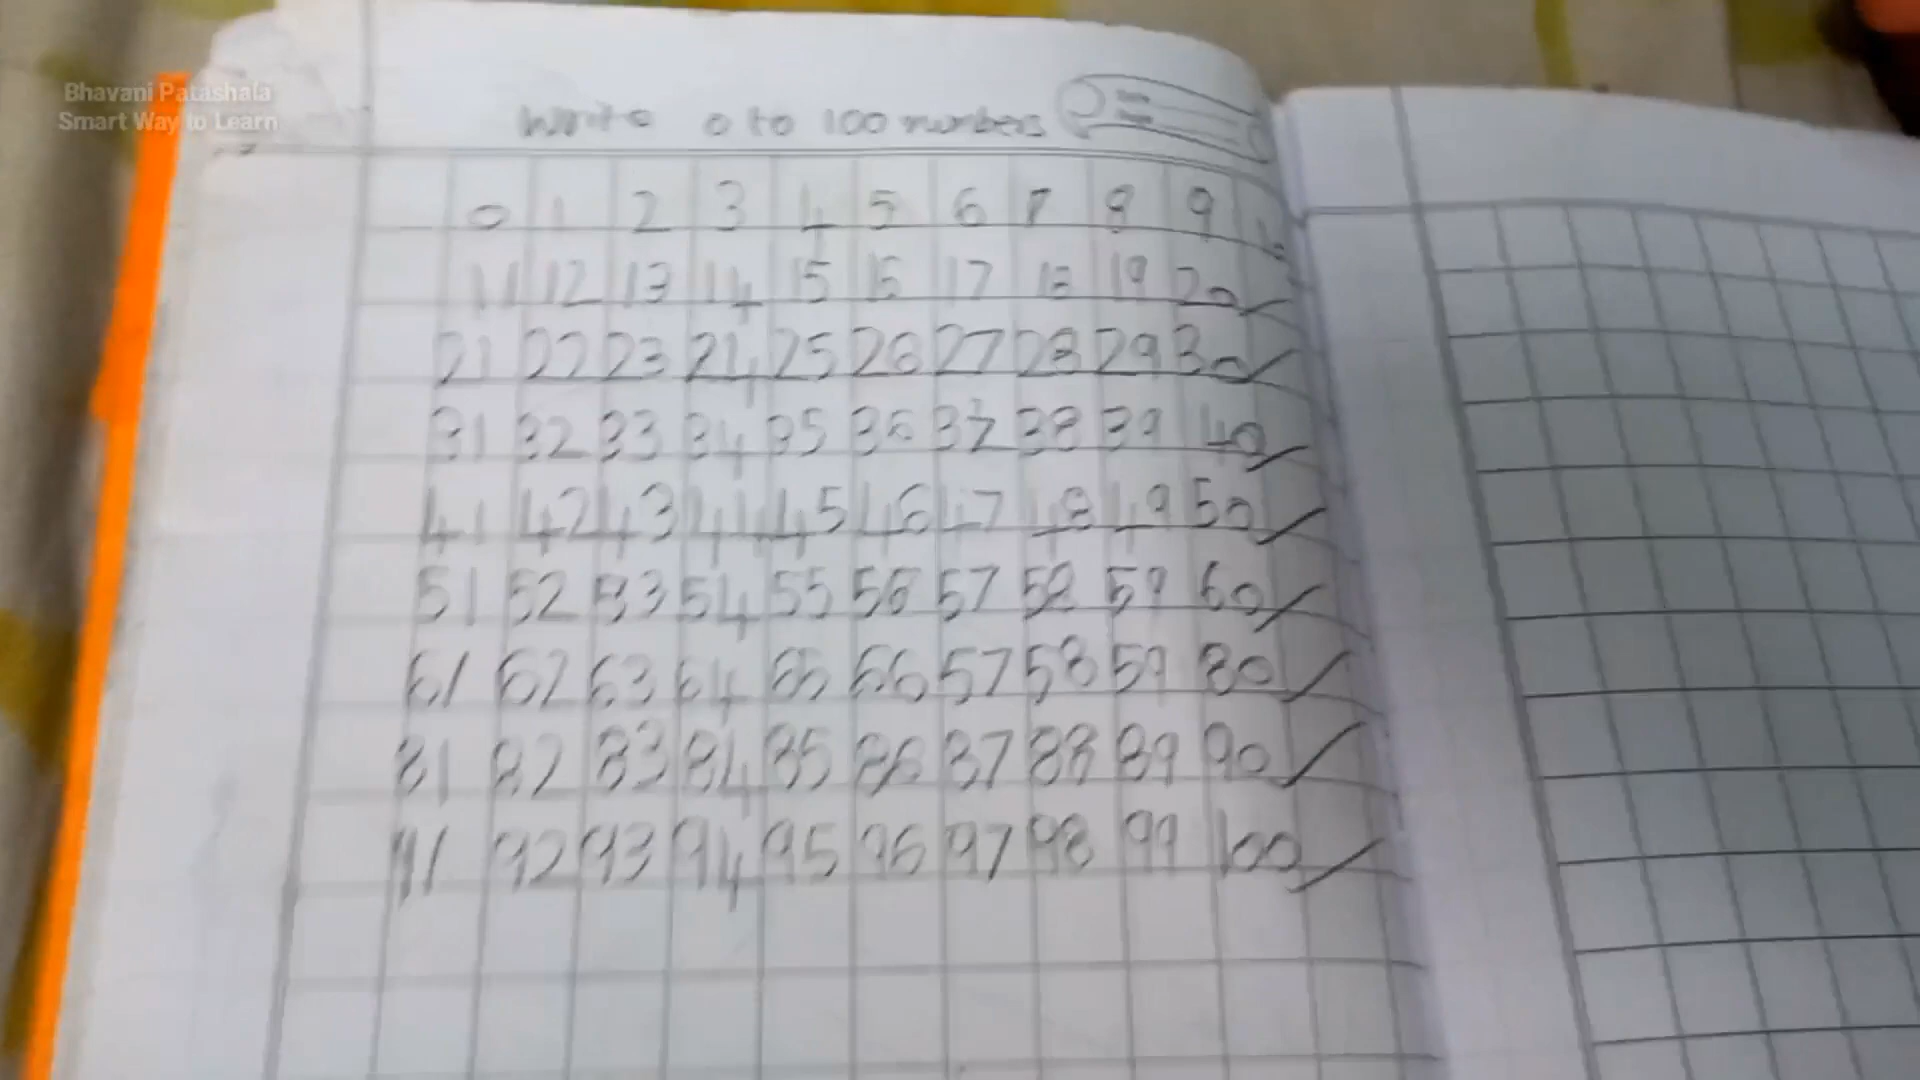 Bhavani Patashala
Smart Way to Learn
Write 0 to 100 numbers
0 1 2 3 4 5 6 7 8 9 10
11 12 13 14 15 16 17 18 19 20
21 22 23 24 25 26 27 28 29 30
31 32 33 34 35 36 37 38 39 40
41 42 43 44 45 46 47 48 49 50
51 52 53 54 55 56 57 58 59 60
61 62 63 64 65 66 57 58 59 80
81 82 83 84 85 86 87 88 89 90
91 92 93 94 95 96 97 98 99 100